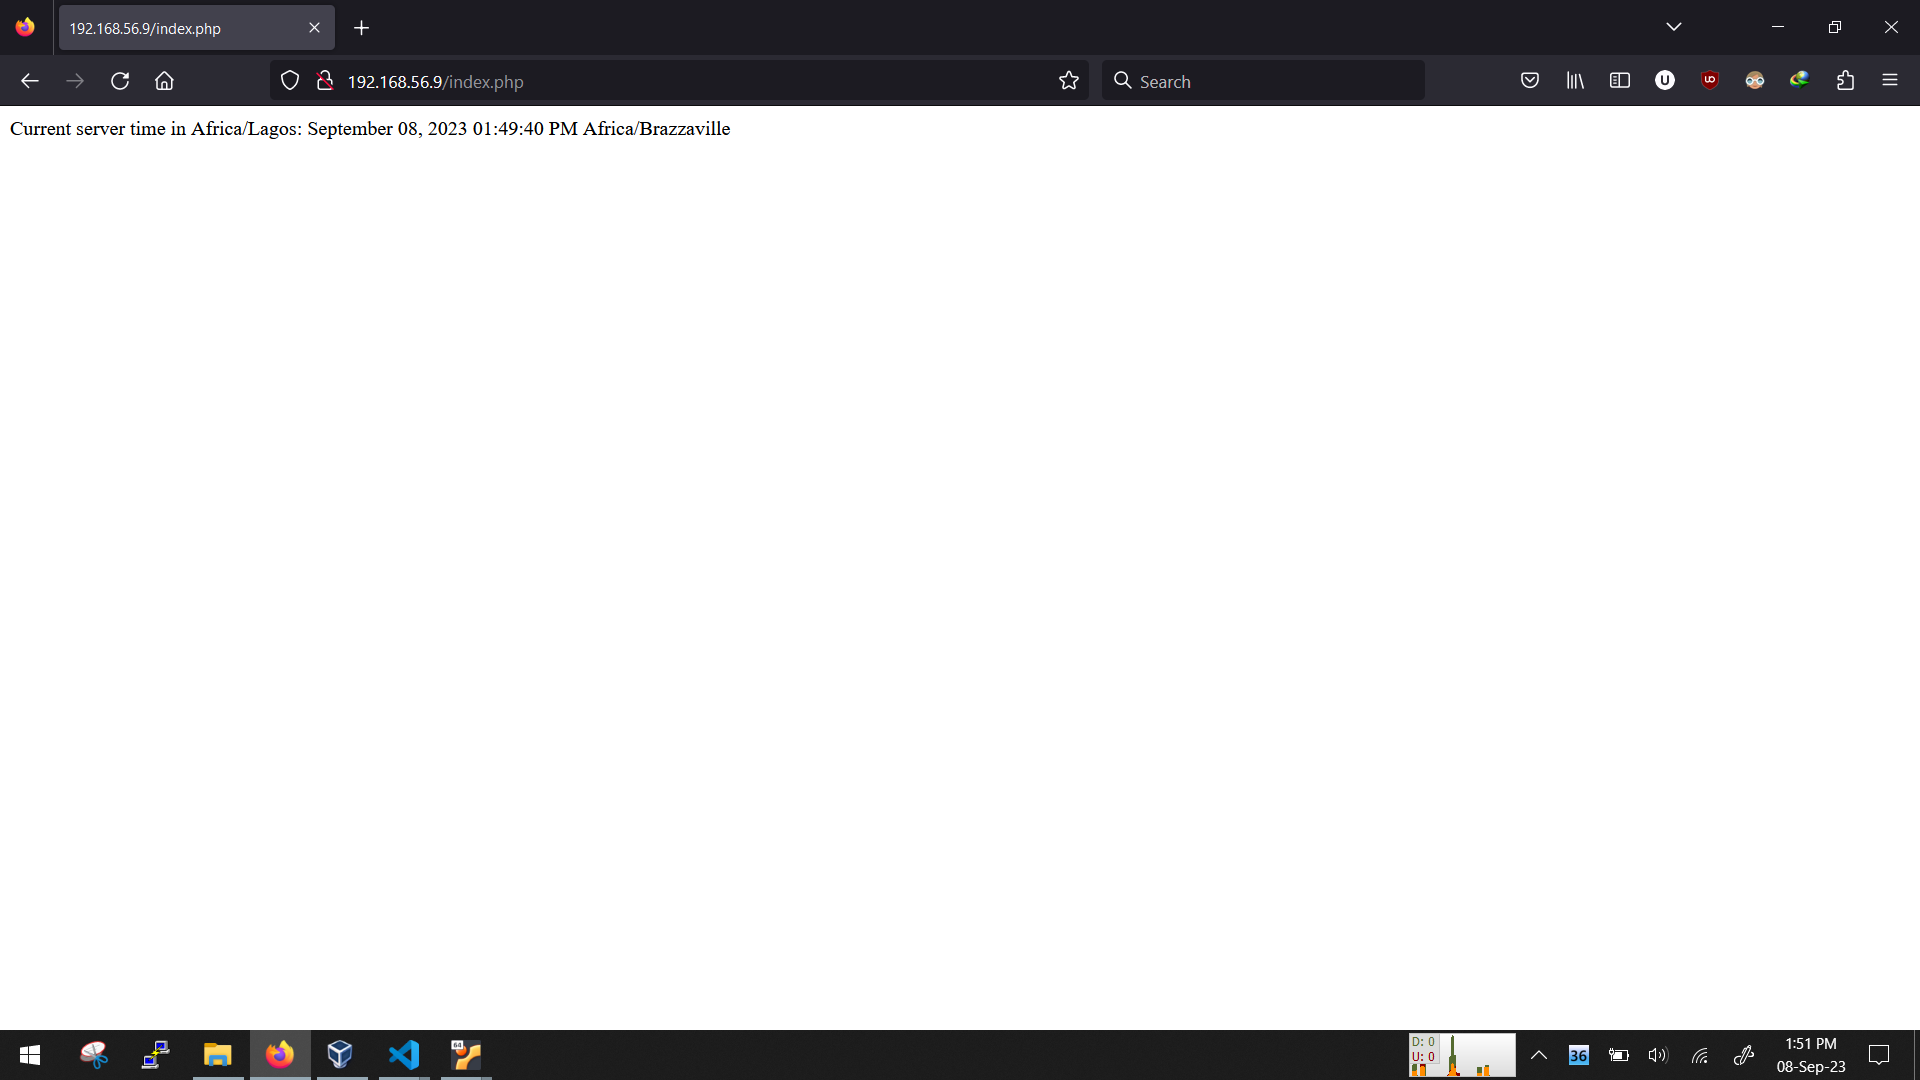 192.168.56.9/index.php
192.168.56.9/index.php
Search
Current server time in Africa/Lagos: September 08, 2023 01:49:40 PM Africa/Brazzaville
64
D: 0
U: 0
36
1:51 PM
08-Sep-23